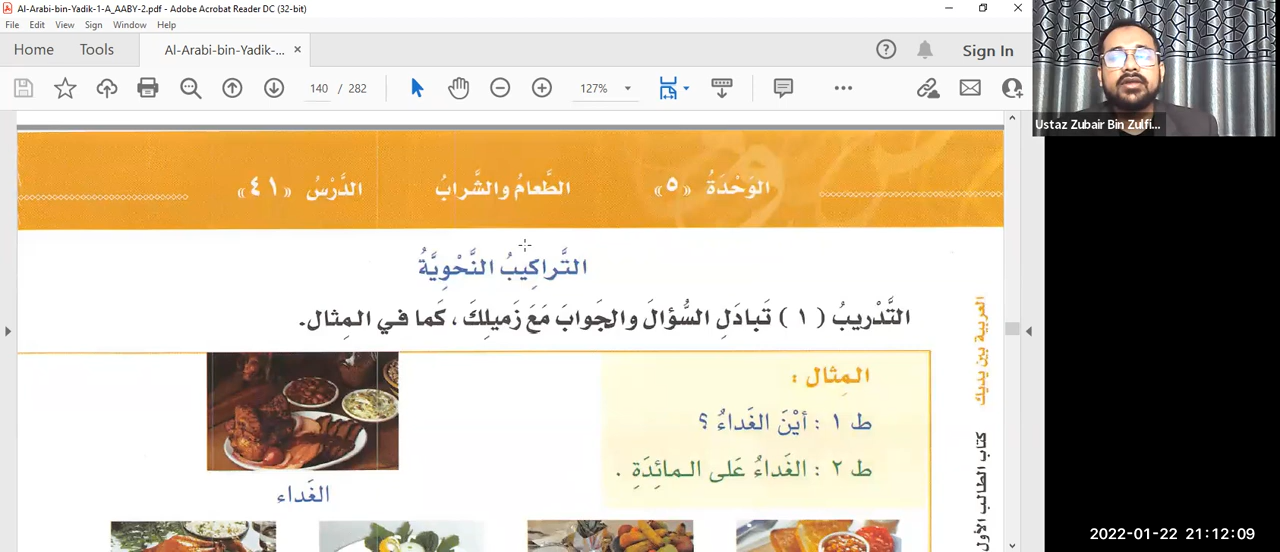 Al-Arabi-bin-Yadik-1-A_AABY-2.pdf - Adobe Acrobat Reader DC (32-bit)
File Edit View Sign Window Help
Home Tools Al-Arabi-bin-Yadik-... × Sign In
140 / 282 127%
Ustaz Zubair Bin Zulfi...
الوَحْدَةُ «٥» الطَّعامُ والشَّرابُ الدَّرْسُ «٤١»
التَّراكِيبُ النَّحْوِيَّةُ
التَّدْريبُ (١) تَبادَلِ السُّؤالَ والجَوابَ مَعَ زَميلِكَ، كَما في المِثال.
المِثال :
ط ١ : أيْنَ الغَداءُ ؟
ط ٢ : الغَداءُ عَلى المائِدَةِ .
الغَداء
العربية بين يديك
كتاب الطالب الأول
2022-01-22 21:12:09